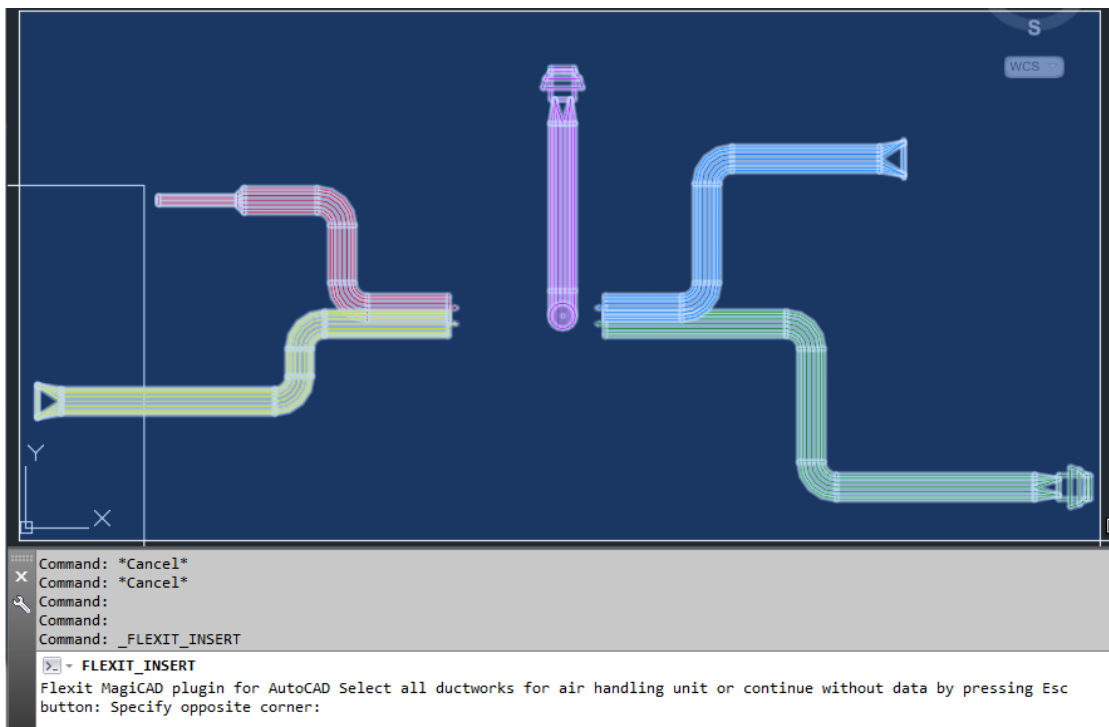 S
WCS
Y
X
Command: *Cancel*
Command: *Cancel*
Command:
Command:
Command: _FLEXIT_INSERT
FLEXIT_INSERT
Flexit MagiCAD plugin for AutoCAD Select all ductworks for air handling unit or continue without data by pressing Esc
button: Specify opposite corner: